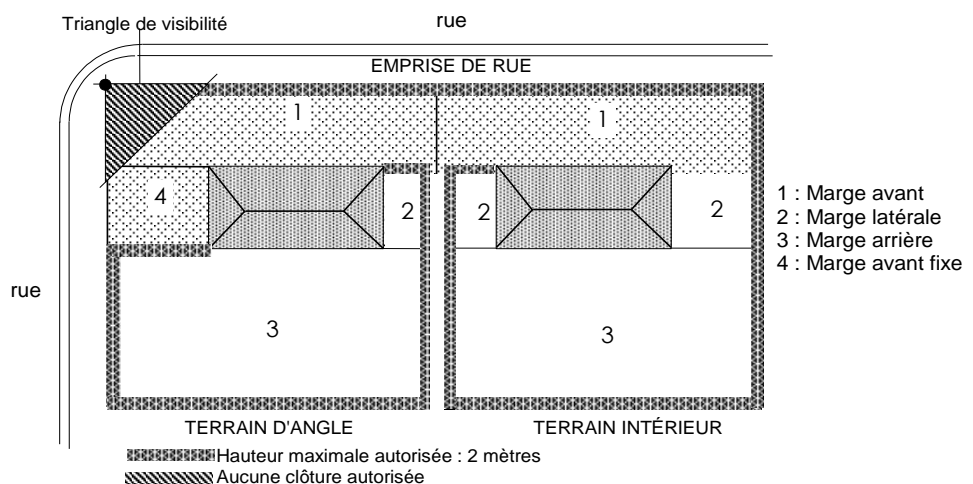 rue
Triangle de visibilité
EMPRISE DE RUE
1
1
4
2
2
2
1 : Marge avant
2 : Marge latérale
3 : Marge arrière
4 : Marge avant fixe
rue
3
3
TERRAIN D'ANGLE
TERRAIN INTÉRIEUR
Hauteur maximale autorisée : 2 mètres
Aucune clôture autorisée